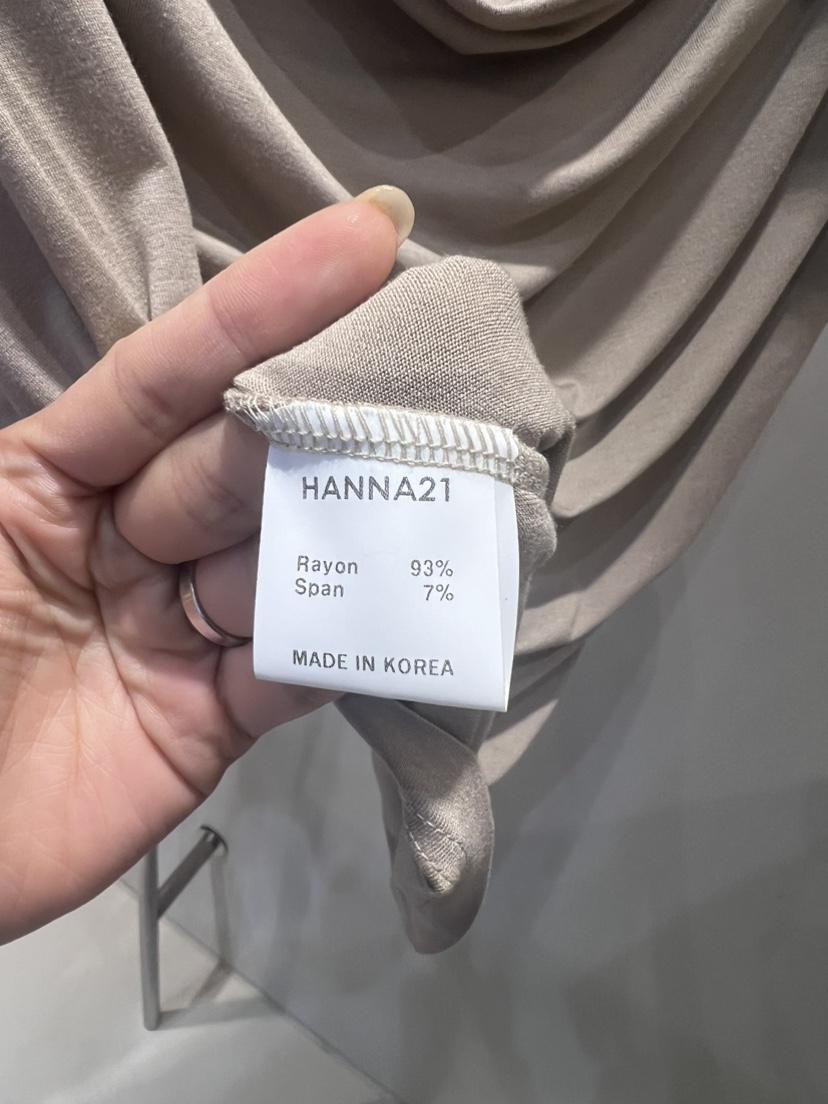 HANNA21
Rayon 93%
Span 7%
MADE IN KOREA